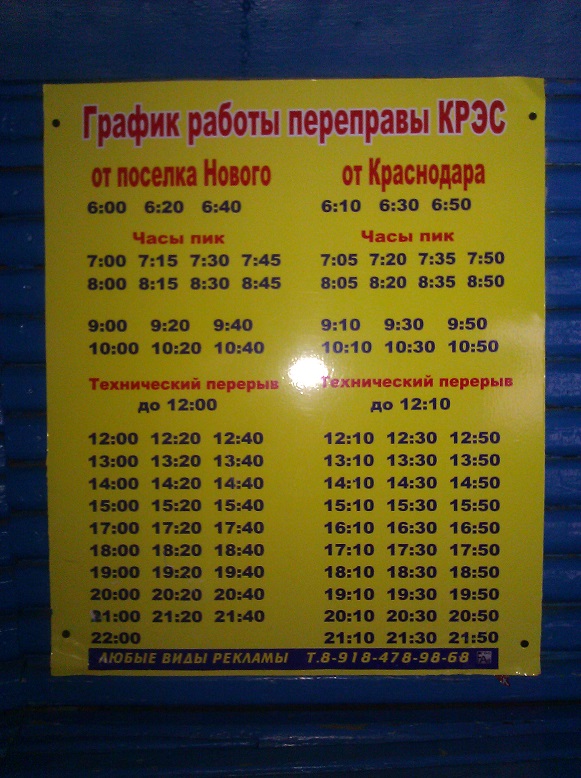 График работы переправы КРЭС
от поселка Нового
6:00 6:20 6:40
Часы пик
7:00 7:15 7:30 7:45
8:00 8:15 8:30 8:45
9:00 9:20 9:40
10:00 10:20 10:40
Технический перерыв
до 12:00
12:00 12:20 12:40
13:00 13:20 13:40
14:00 14:20 14:40
15:00 15:20 15:40
17:00 17:20 17:40
18:00 18:20 18:40
19:00 19:20 19:40
20:00 20:20 20:40
21:00 21:20 21:40
22:00
от Краснодара
6:10 6:30 6:50
Часы пик
7:05 7:20 7:35 7:50
8:05 8:20 8:35 8:50
9:10 9:30 9:50
10:10 10:30 10:50
Технический перерыв
до 12:10
12:10 12:30 12:50
13:10 13:30 13:50
14:10 14:30 14:50
15:10 15:30 15:50
16:10 16:30 16:50
17:10 17:30 17:50
18:10 18:30 18:50
19:10 19:30 19:50
20:10 20:30 20:50
21:10 21:30 21:50
ЛЮБЫЕ ВИДЫ РЕКЛАМЫ Т.8-918-478-98-68